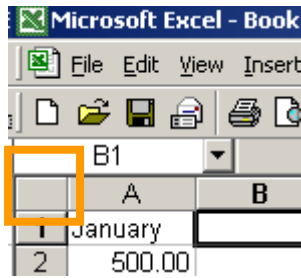 Microsoft Excel - Book
File Edit View Insert
B1
A B
1 January
2 500.00